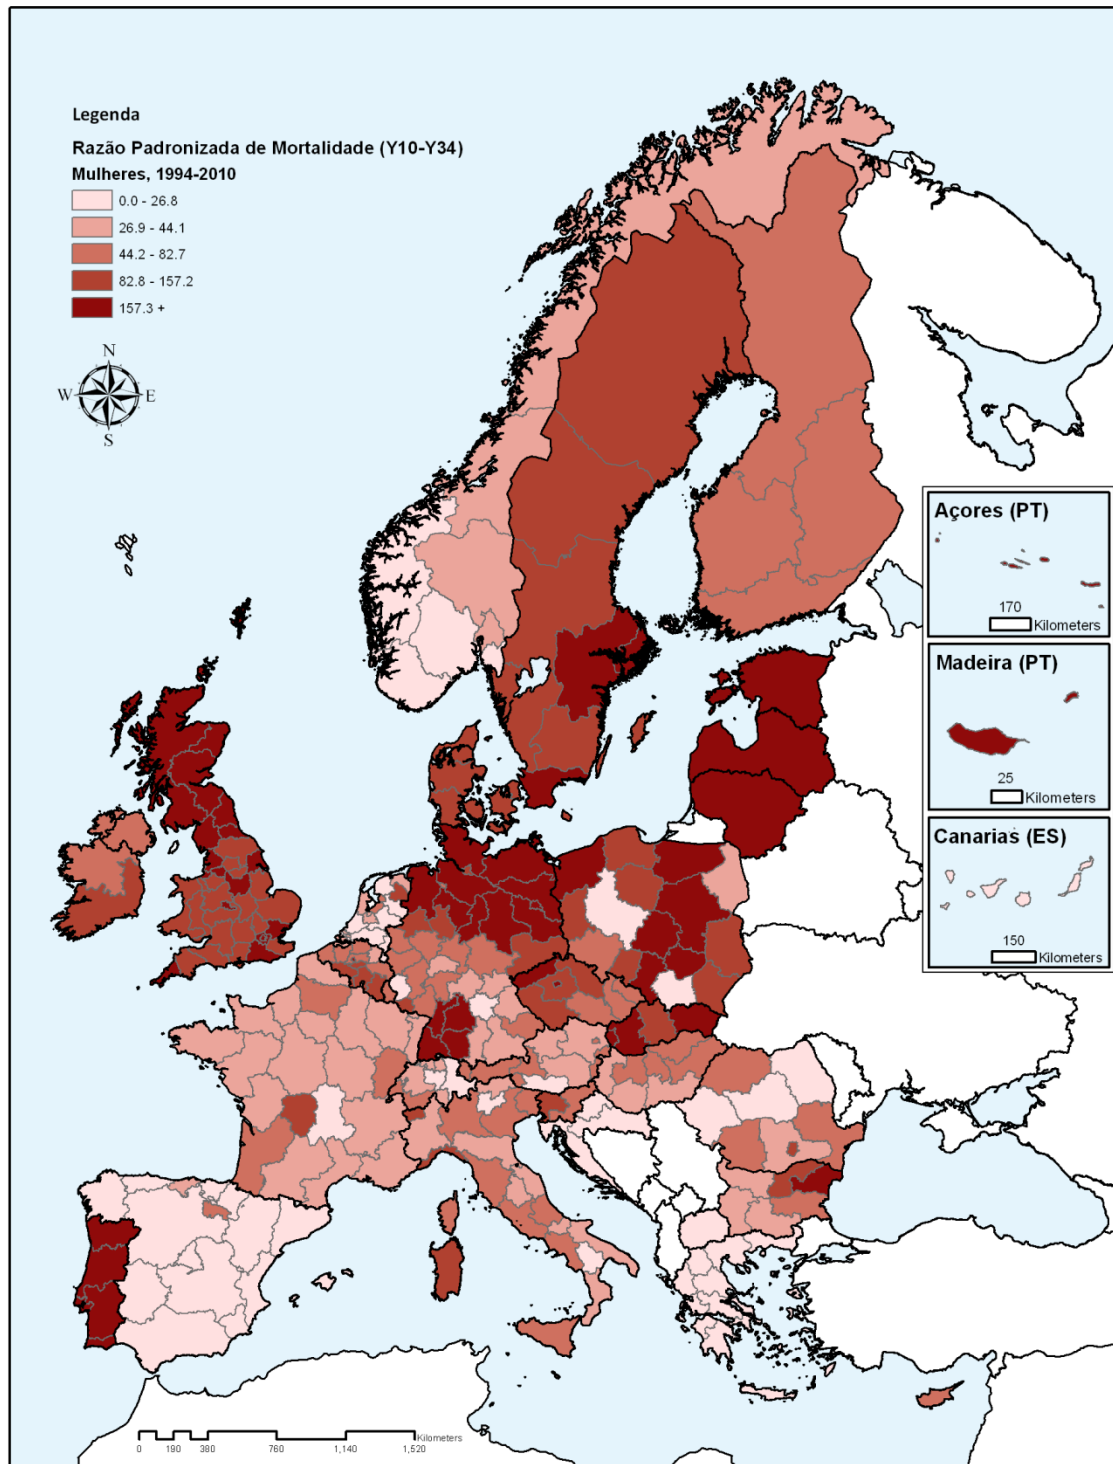 Legenda
Razão Padronizada de Mortalidade (Y10-Y34)
Mulheres, 1994-2010
0.0 - 26.8
26.9 - 44.1
44.2 - 82.7
82.8 - 157.2
157.3 +
N
W E
S
Açores (PT)
170
Kilometers
Madeira (PT)
25
Kilometers
Canarias (ES)
150
Kilometers
Kilometers
0 190 380 760 1,140 1,520